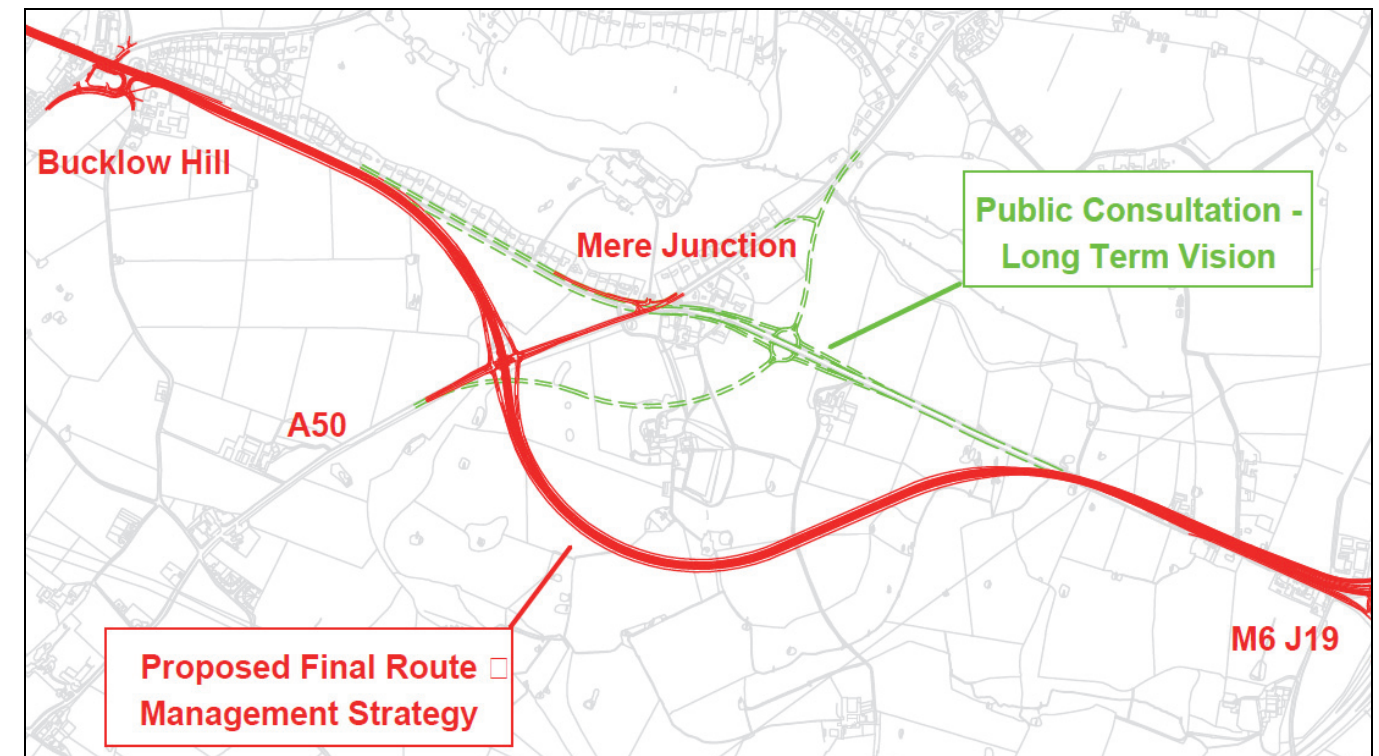 Bucklow Hill
Mere Junction
Public Consultation -
Long Term Vision
A50
M6 J19
Proposed Final Route □
Management Strategy